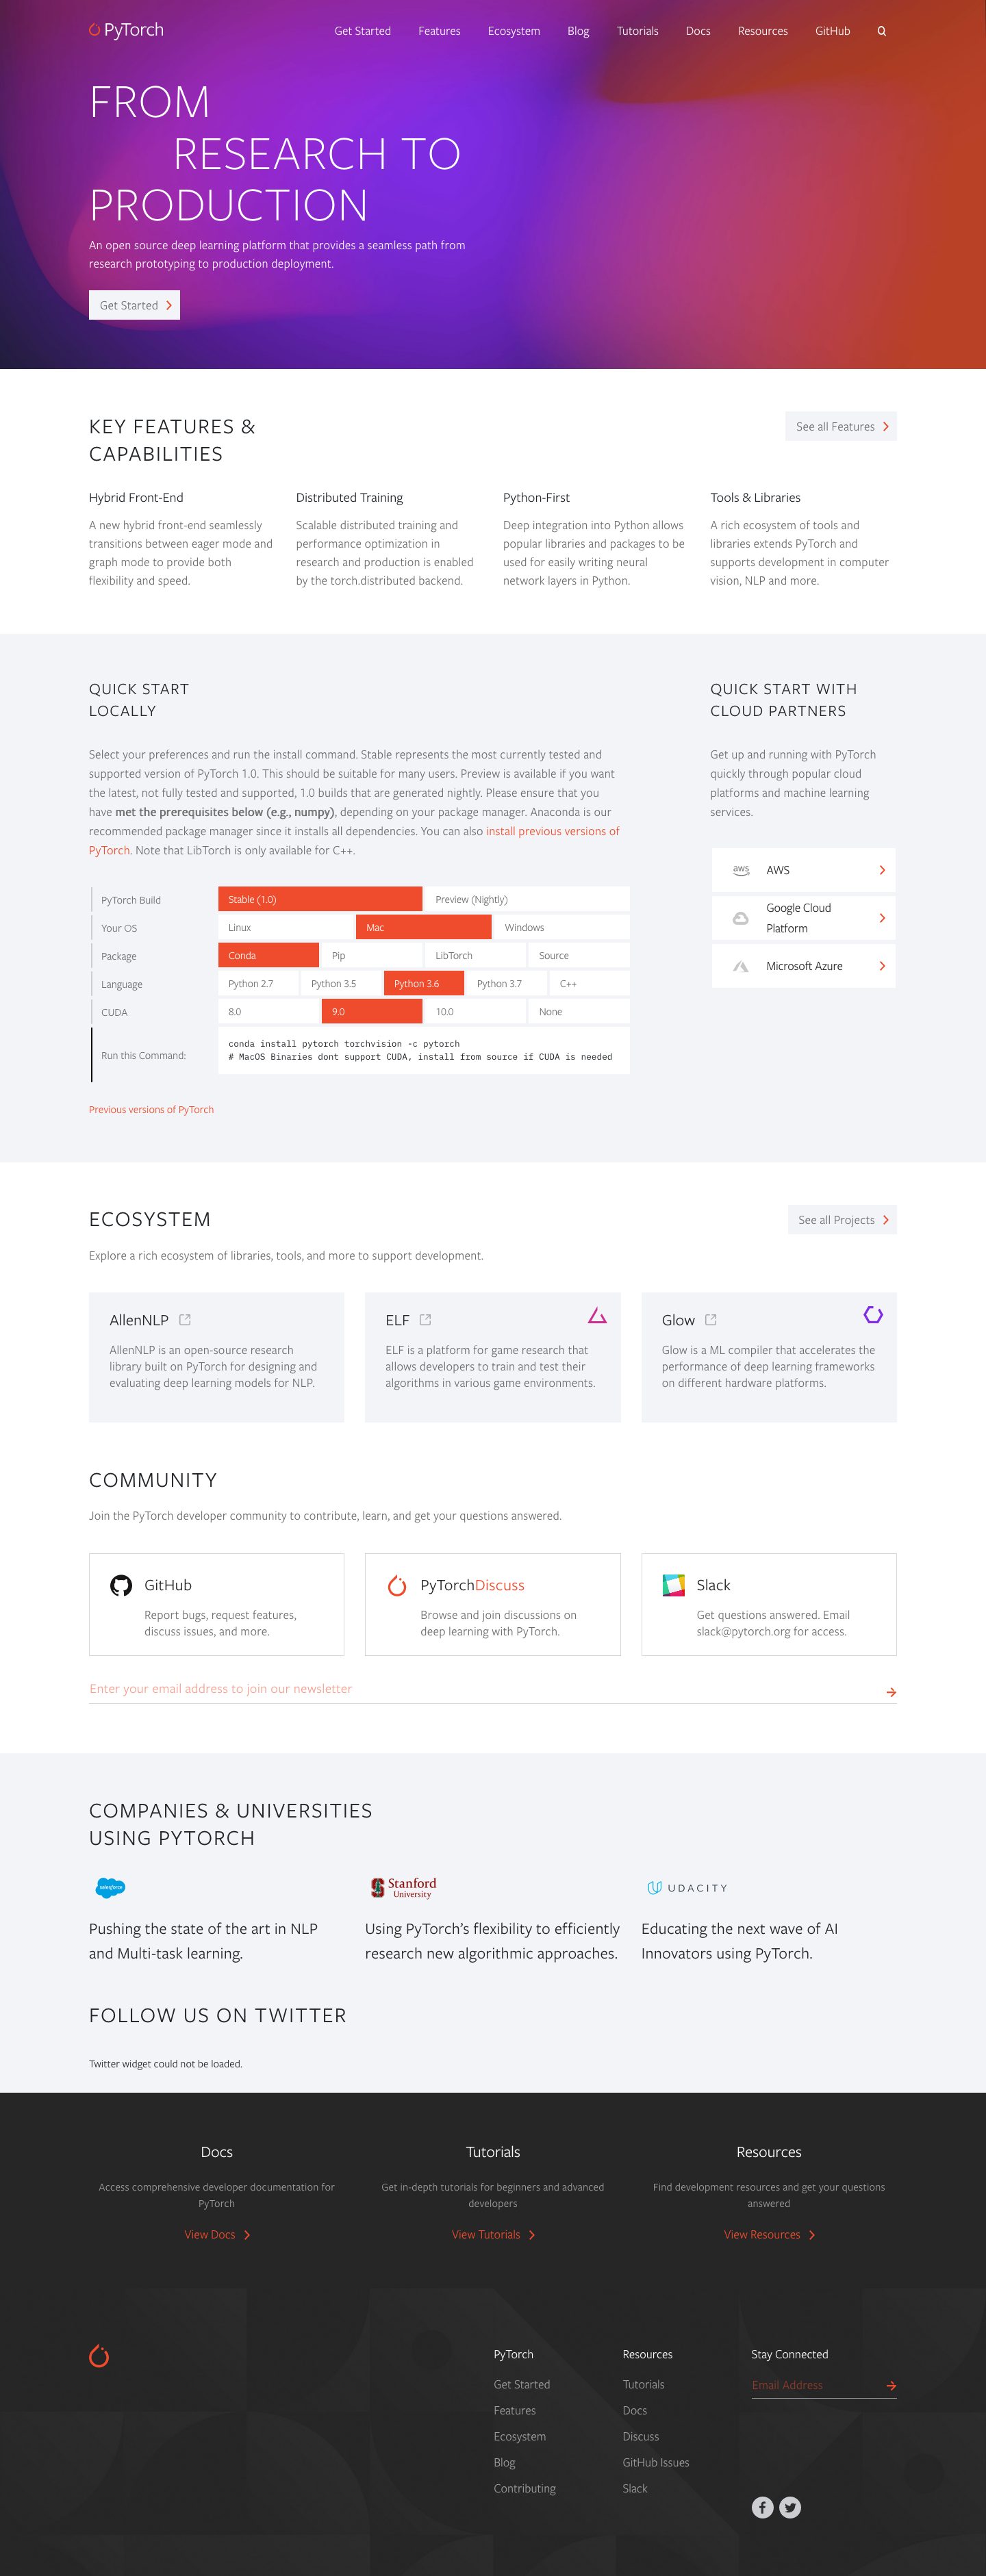 PyTorch
Get Started Features Ecosystem Blog Tutorials Docs Resources GitHub
FROM
RESEARCH TO
PRODUCTION
An open source deep learning platform that provides a seamless path from
research prototyping to production deployment.
Get Started
KEY FEATURES &
CAPABILITIES
See all Features
Hybrid Front-End
A new hybrid front-end seamlessly
transitions between eager mode and
graph mode to provide both
flexibility and speed.
Distributed Training
Scalable distributed training and
performance optimization in
research and production is enabled
by the torch.distributed backend.
Python-First
Deep integration into Python allows
popular libraries and packages to be
used for easily writing neural
network layers in Python.
Tools & Libraries
A rich ecosystem of tools and
libraries extends PyTorch and
supports development in computer
vision, NLP and more.
QUICK START
LOCALLY
Select your preferences and run the install command. Stable represents the most currently tested and
supported version of PyTorch 1.0. This should be suitable for many users. Preview is available if you want
the latest, not fully tested and supported, 1.0 builds that are generated nightly. Please ensure that you
have met the prerequisites below (e.g., numpy), depending on your package manager. Anaconda is our
recommended package manager since it installs all dependencies. You can also install previous versions of
PyTorch. Note that LibTorch is only available for C++.
PyTorch Build Stable (1.0) Preview (Nightly)
Your OS Linux Mac Windows
Package Conda Pip LibTorch Source
Language Python 2.7 Python 3.5 Python 3.6 Python 3.7 C++
CUDA 8.0 9.0 10.0 None
Run this Command:
conda install pytorch torchvision -c pytorch
# MacOS Binaries dont support CUDA, install from source if CUDA is needed
Previous versions of PyTorch
QUICK START WITH
CLOUD PARTNERS
Get up and running with PyTorch
quickly through popular cloud
platforms and machine learning
services.
aws AWS
Google Cloud
Platform
Microsoft Azure
ECOSYSTEM
See all Projects
Explore a rich ecosystem of libraries, tools, and more to support development.
AllenNLP
AllenNLP is an open-source research
library built on PyTorch for designing and
evaluating deep learning models for NLP.
ELF
ELF is a platform for game research that
allows developers to train and test their
algorithms in various game environments.
Glow
Glow is a ML compiler that accelerates the
performance of deep learning frameworks
on different hardware platforms.
COMMUNITY
Join the PyTorch developer community to contribute, learn, and get your questions answered.
GitHub
Report bugs, request features,
discuss issues, and more.
PyTorchDiscuss
Browse and join discussions on
deep learning with PyTorch.
Slack
Get questions answered. Email
slack@pytorch.org for access.
Enter your email address to join our newsletter
COMPANIES & UNIVERSITIES
USING PYTORCH
salesforce
Pushing the state of the art in NLP
and Multi-task learning.
Stanford
University
Using PyTorch's flexibility to efficiently
research new algorithmic approaches.
UDACITY
Educating the next wave of AI
Innovators using PyTorch.
FOLLOW US ON TWITTER
Twitter widget could not be loaded.
Docs
Access comprehensive developer documentation for
PyTorch
View Docs
Tutorials
Get in-depth tutorials for beginners and advanced
developers
View Tutorials
Resources
Find development resources and get your questions
answered
View Resources
PyTorch
Get Started
Features
Ecosystem
Blog
Contributing
Resources
Tutorials
Docs
Discuss
GitHub Issues
Slack
Stay Connected
Email Address